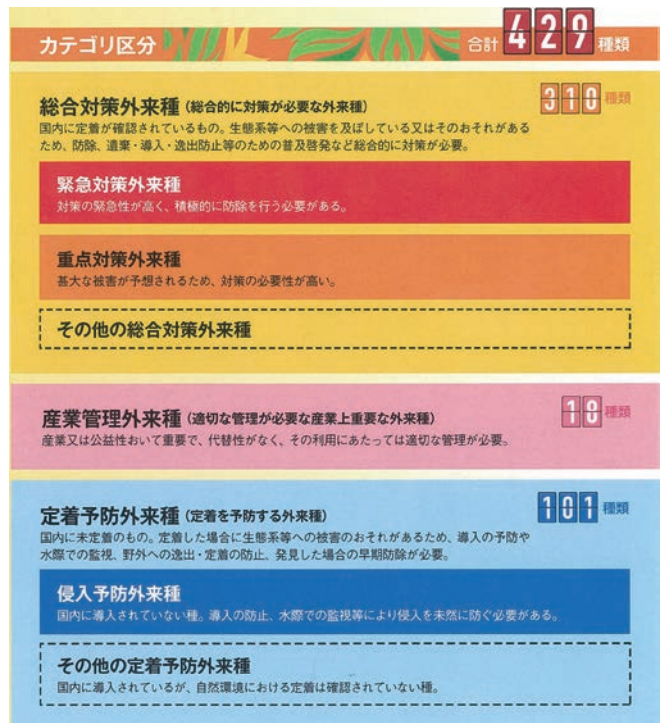 カテゴリ区分
合計 429 種類
総合対策外来種（総合的に対策が必要な外来種）
310 種類
国内に定着が確認されているもの。生態系等への被害を及ぼしている又はそのおそれがある
ため、防除、遺棄・導入・逸出防止等のための普及啓発など総合的に対策が必要。
緊急対策外来種
対策の緊急性が高く、積極的に防除を行う必要がある。
重点対策外来種
甚大な被害が予想されるため、対策の必要性が高い。
その他の総合対策外来種
産業管理外来種（適切な管理が必要な産業上重要な外来種）
18 種類
産業又は公益性おいて重要で、代替性がなく、その利用にあたっては適切な管理が必要。
定着予防外来種（定着を予防する外来種）
101 種類
国内に未定着のもの。定着した場合に生態系等への被害のおそれがあるため、導入の予防や
水際での監視、野外への逸出・定着の防止、発見した場合の早期防除が必要。
侵入予防外来種
国内に導入されていない種。導入の防止、水際での監視等により侵入を未然に防ぐ必要がある。
その他の定着予防外来種
国内に導入されているが、自然環境における定着は確認されていない種。